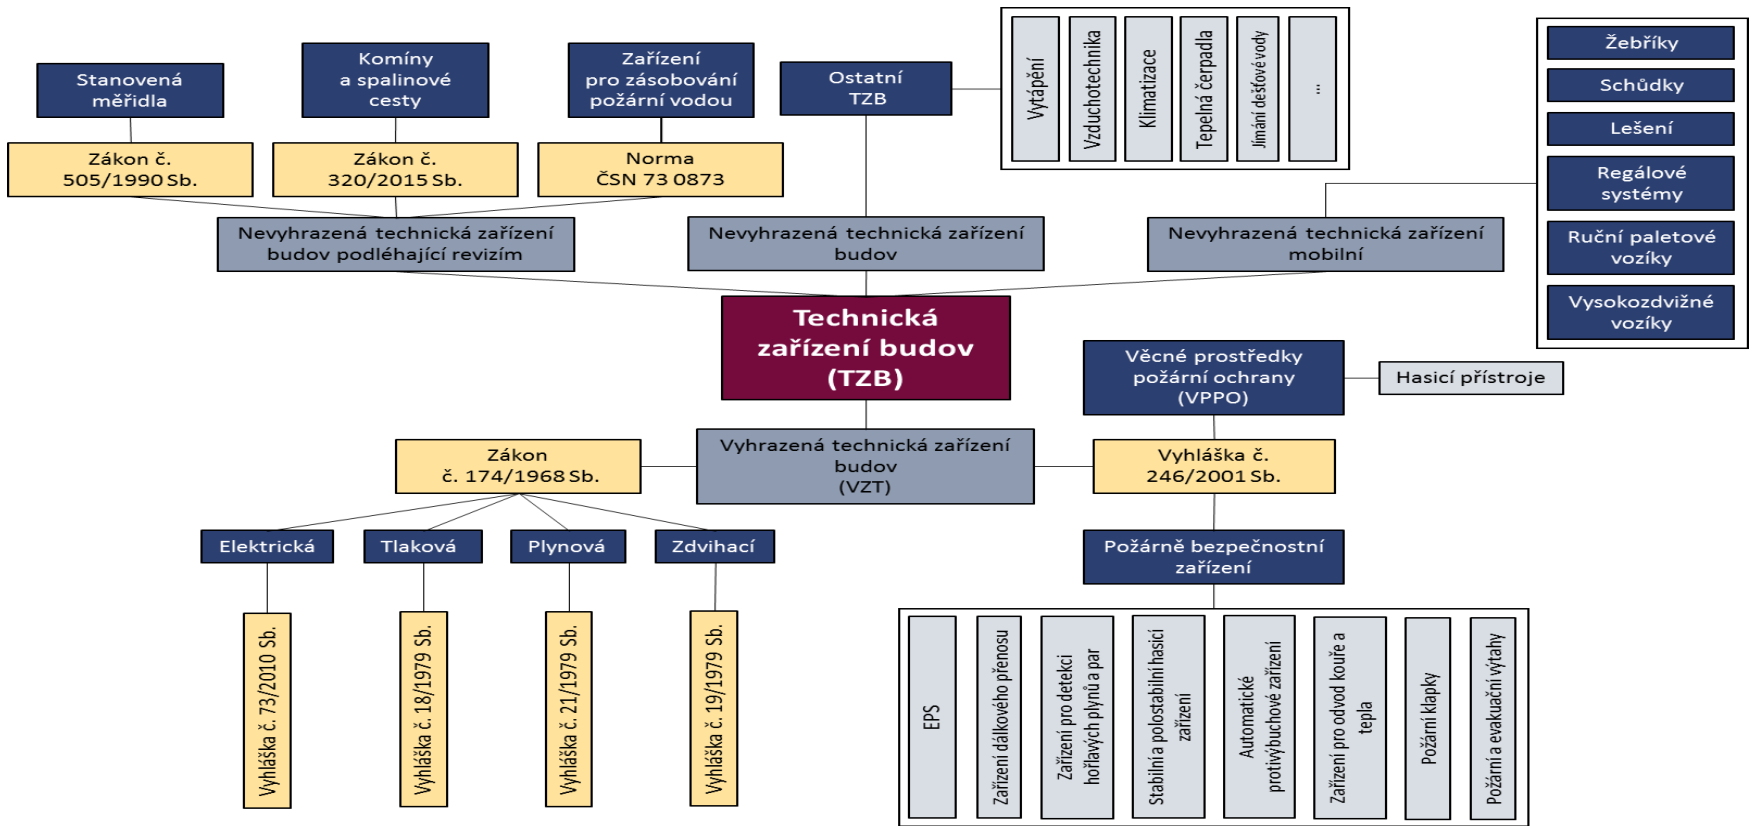 Stanovená
měřidla
Komíny
a spalinové
cesty
Zařízení
pro zásobování
požární vodou
Ostatní
TZB
Vytápění
Vzduchotechnika
Klimatizace
Tepelná čerpadla
Jímání dešťové vody
...
Žebříky
Schůdky
Lešení
Regálové
systémy
Ruční paletové
vozíky
Vysokozdvižné
vozíky
Zákon č.
505/1990 Sb.
Zákon č.
320/2015 Sb.
Norma
ČSN 73 0873
Nevyhrazená technická zařízení
budov podléhající revizím
Nevyhrazená technická zařízení
budov
Nevyhrazená technická zařízení
mobilní
Technická
zařízení budov
(TZB)
Věcné prostředky
požární ochrany
(VPPO)
Hasicí přístroje
Zákon
č. 174/1968 Sb.
Vyhrazená technická zařízení
budov
(VZT)
Vyhláška č.
246/2001 Sb.
Elektrická
Tlaková
Plynová
Zdvihací
Požárně bezpečnostní
zařízení
Vyhláška č. 73/2010 Sb.
Vyhláška č. 18/1979 Sb.
Vyhláška č. 21/1979 Sb.
Vyhláška č. 19/1979 Sb.
EPS
Zařízení dálkového přenosu
Zařízení pro detekci
hořlavých plynů a par
Stabilní a polostabilní hasicí
zařízení
Automatické
protivýbuchové zařízení
Zařízení pro odvod kouře a
tepla
Požární klapky
Požární a evakuační výtahy